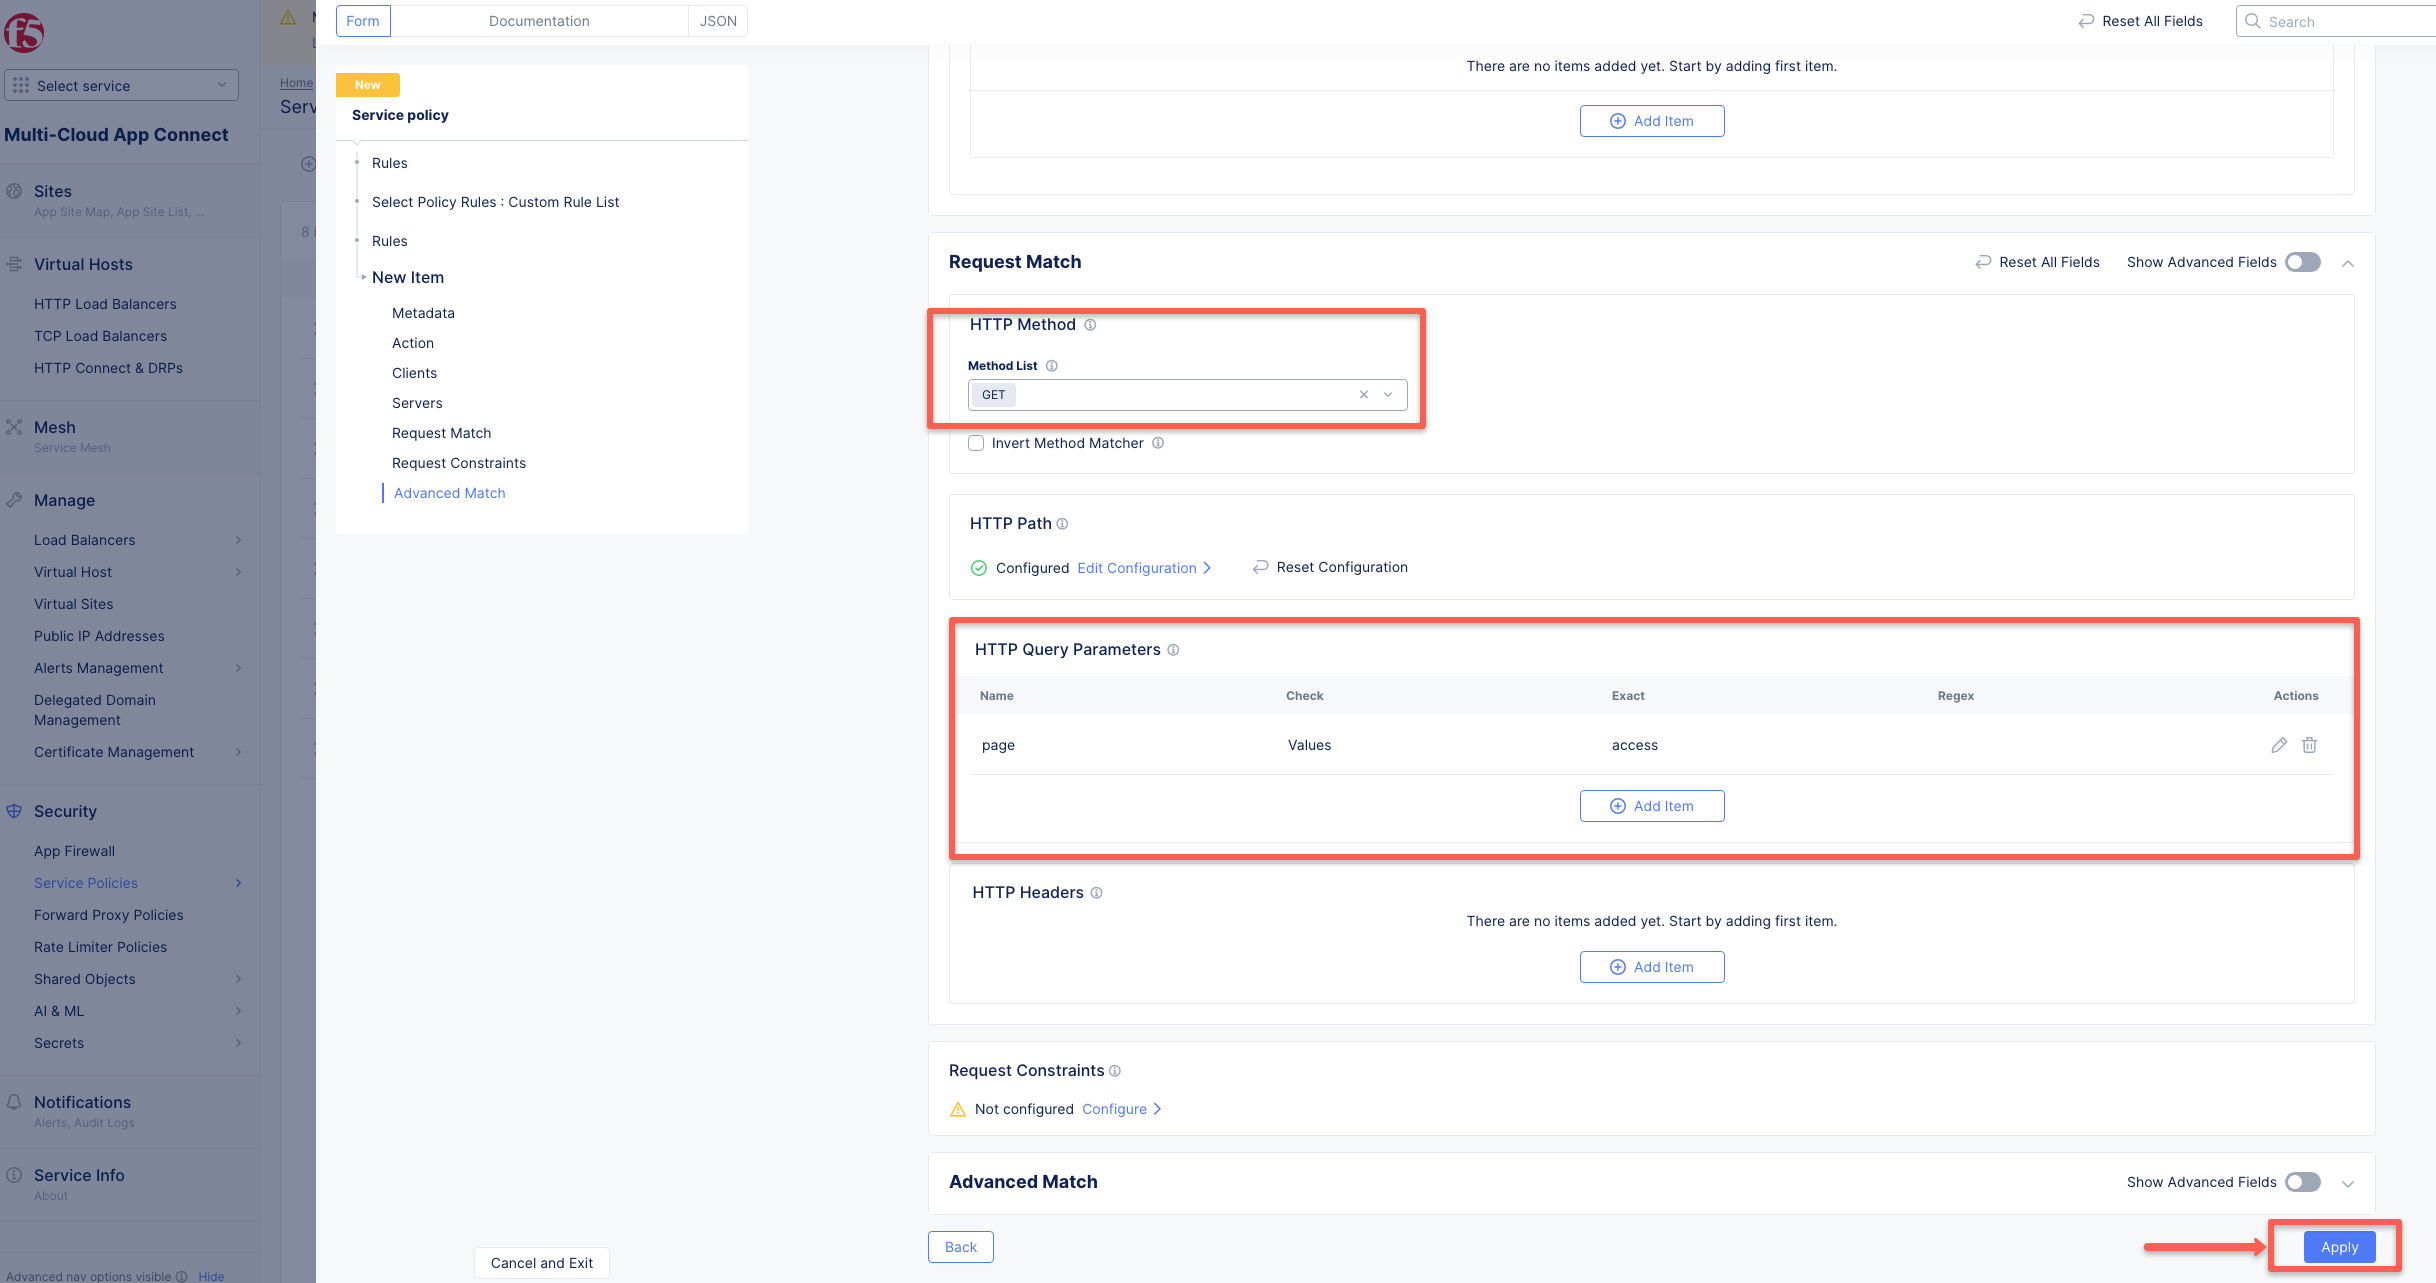 Form
Documentation
JSON
Reset All Fields
Search
f5
Select service
Home
Serv
Multi-Cloud App Connect
Sites
App Site Map, App Site List, ...
8 i
Virtual Hosts
HTTP Load Balancers
TCP Load Balancers
HTTP Connect & DRPs
Mesh
Service Mesh
Manage
Load Balancers
Virtual Host
Virtual Sites
Public IP Addresses
Alerts Management
Delegated Domain
Management
Certificate Management
Security
App Firewall
Service Policies
Forward Proxy Policies
Rate Limiter Policies
Shared Objects
AI & ML
Secrets
Notifications
Alerts, Audit Logs
Service Info
About
Advanced nav options visible
Hide
New
Service policy
Rules
Select Policy Rules : Custom Rule List
Rules
New Item
Metadata
Action
Clients
Servers
Request Match
Request Constraints
Advanced Match
Cancel and Exit
There are no items added yet. Start by adding first item.
Add Item
Request Match
Reset All Fields
Show Advanced Fields
HTTP Method
Method List
GET
Invert Method Matcher
HTTP Path
Configured
Edit Configuration
Reset Configuration
HTTP Query Parameters
Name Check Exact Regex Actions
page Values access
Add Item
HTTP Headers
There are no items added yet. Start by adding first item.
Add Item
Request Constraints
Not configured
Configure
Advanced Match
Show Advanced Fields
Back
Apply